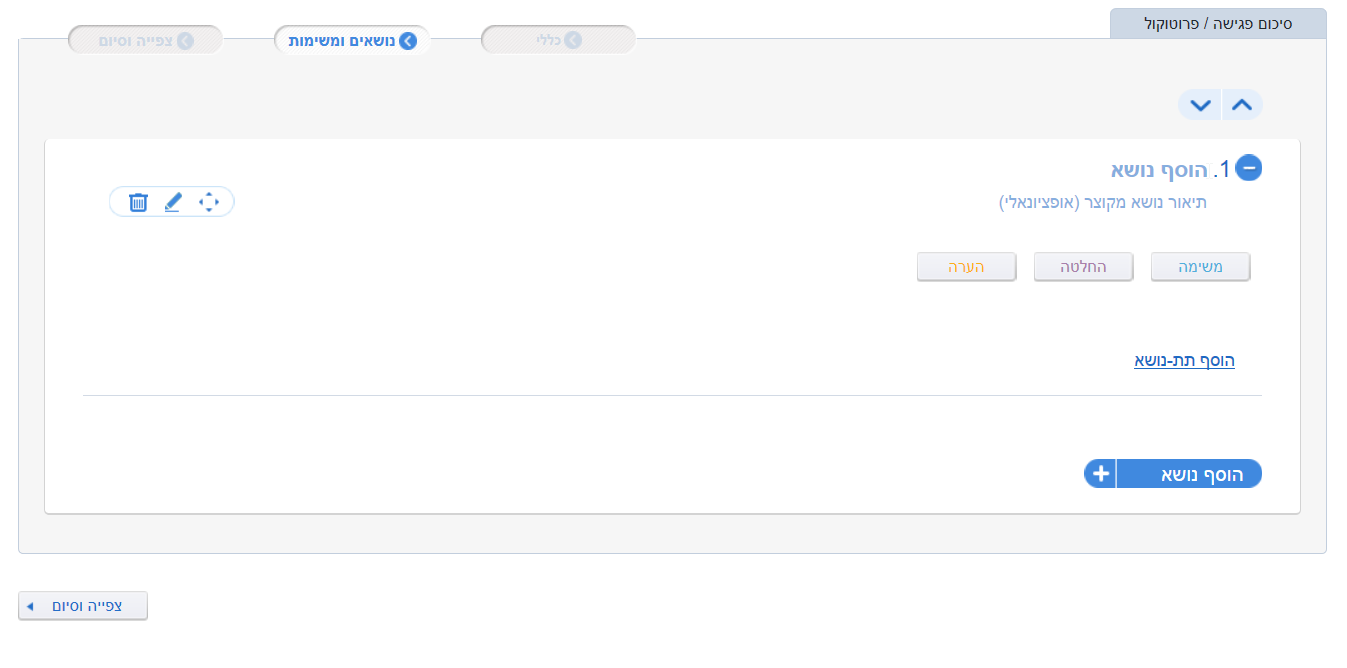 סיכום פגישה / פרוטוקול
כללי
נושאים ומשימות
צפייה וסיום
1. הוסף נושא
תיאור נושא מקוצר (אופציונאלי)
משימה
החלטה
הערה
הוסף תת-נושא
הוסף נושא
צפייה וסיום